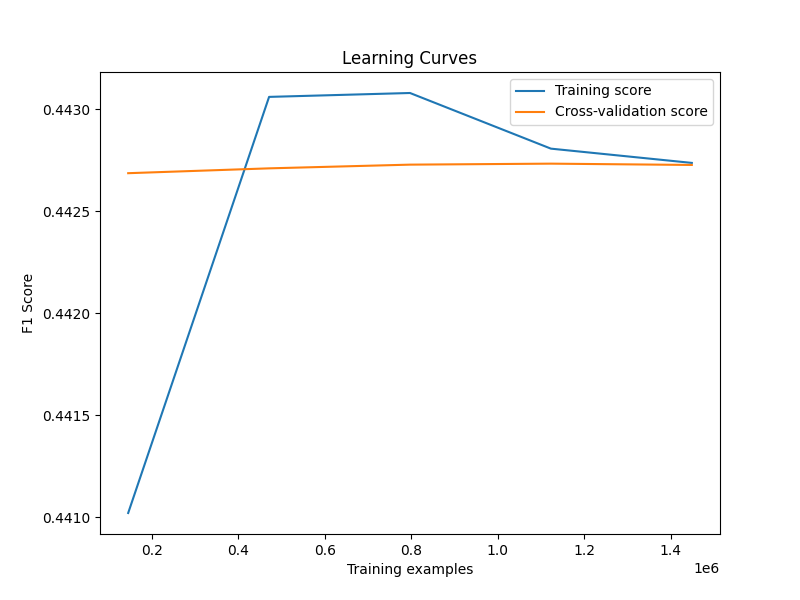 Learning Curves
Training score
Cross-validation score
F1 Score
0.4430
0.4425
0.4420
0.4415
0.4410
0.2 0.4 0.6 0.8 1.0 1.2 1.4
1e6
Training examples